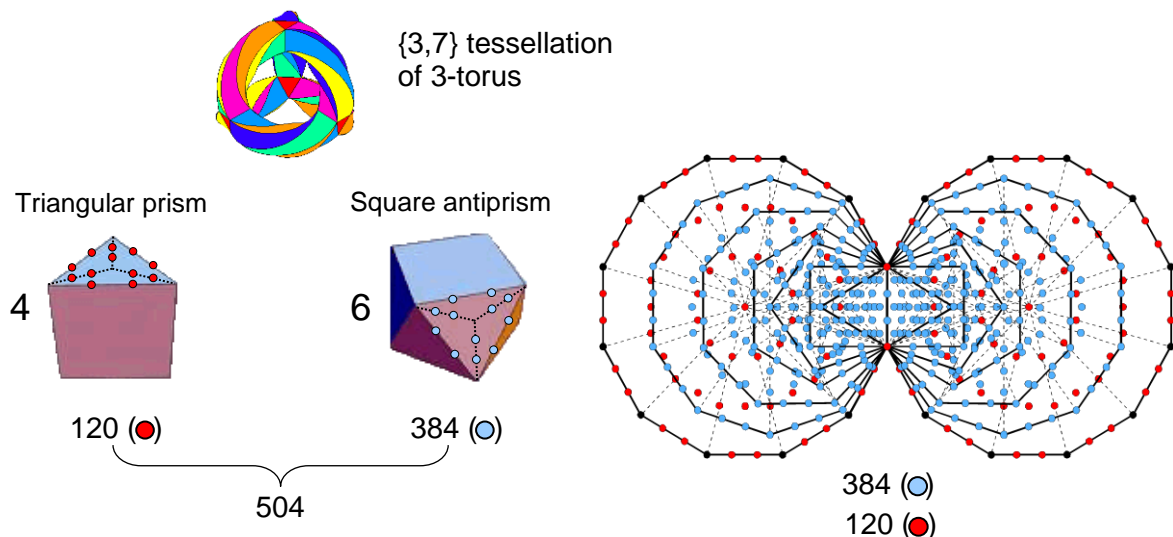 {3,7} tessellation
of 3-torus
Triangular prism
Square antiprism
4
6
120 ()
384 ()
504
384 ()
120 ()